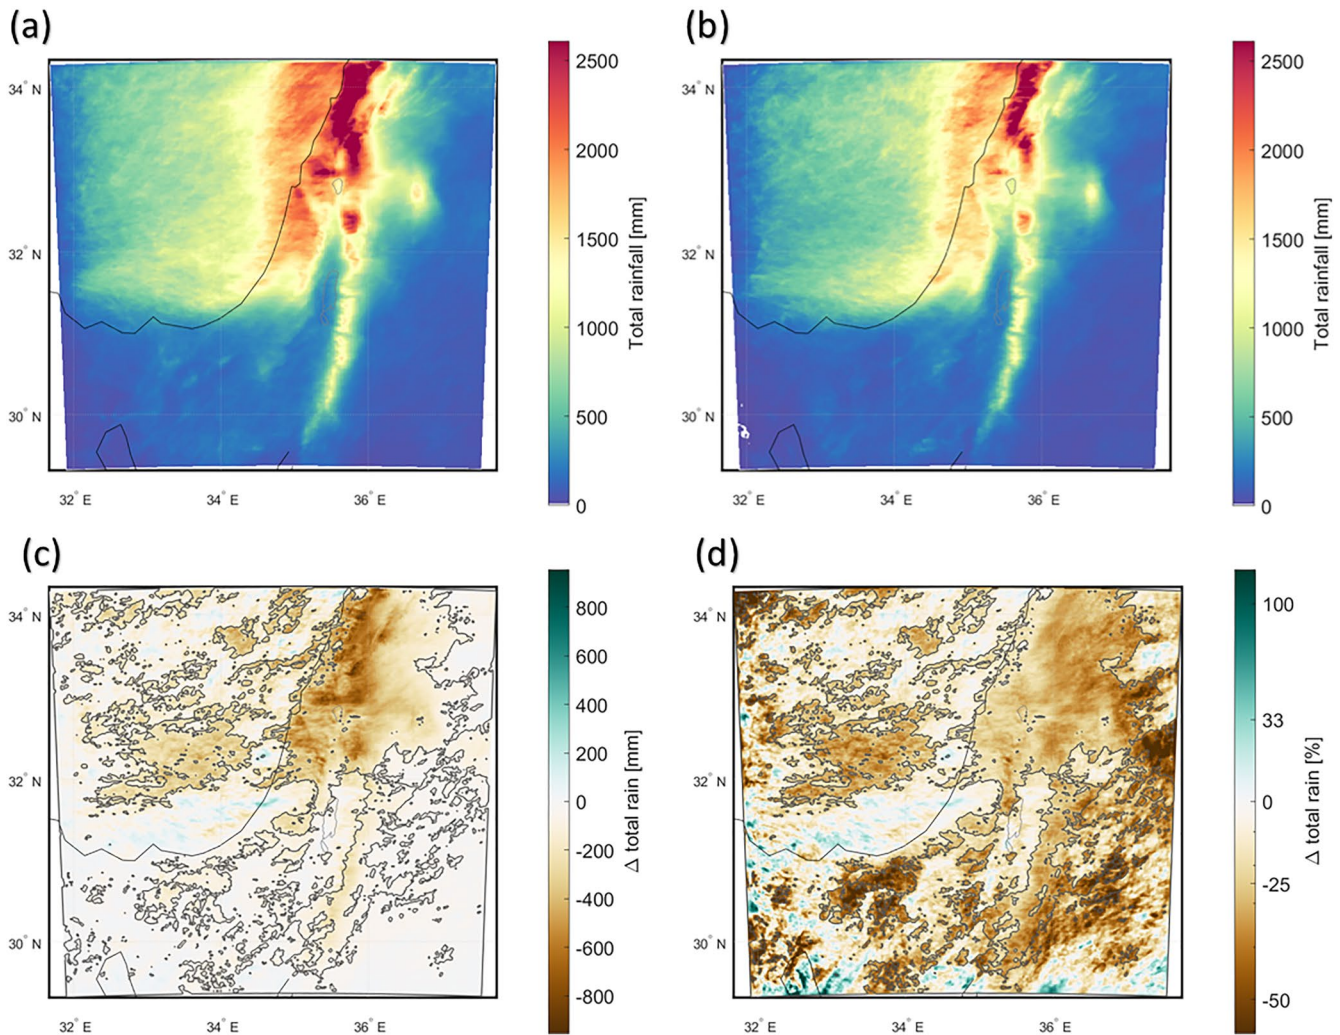 (a)
34° N
32° N
30° N
32° E
34° E
36° E
2500
2000
1500
1000
500
0
Total rainfall [mm]
(b)
34° N
32° N
30° N
32° E
34° E
36° E
2500
2000
1500
1000
500
0
Total rainfall [mm]
(c)
34° N
32° N
30° N
32° E
34° E
36° E
800
600
400
200
0
-200
-400
-600
-800
Δ total rain [mm]
(d)
34° N
32° N
30° N
32° E
34° E
36° E
100
33
0
-25
-50
Δ total rain [%]